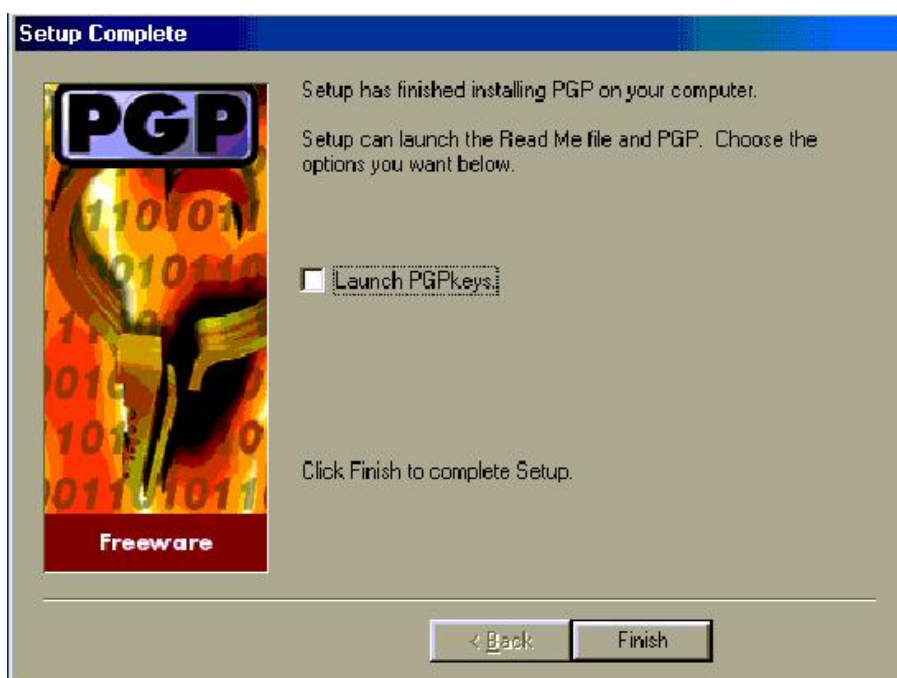 Setup Complete
PGP
Setup has finished installing PGP on your computer.
Setup can launch the Read Me file and PGP. Choose the
options you want below.
Launch PGPkeys.
Click Finish to complete Setup.
Freeware
< Back
Finish